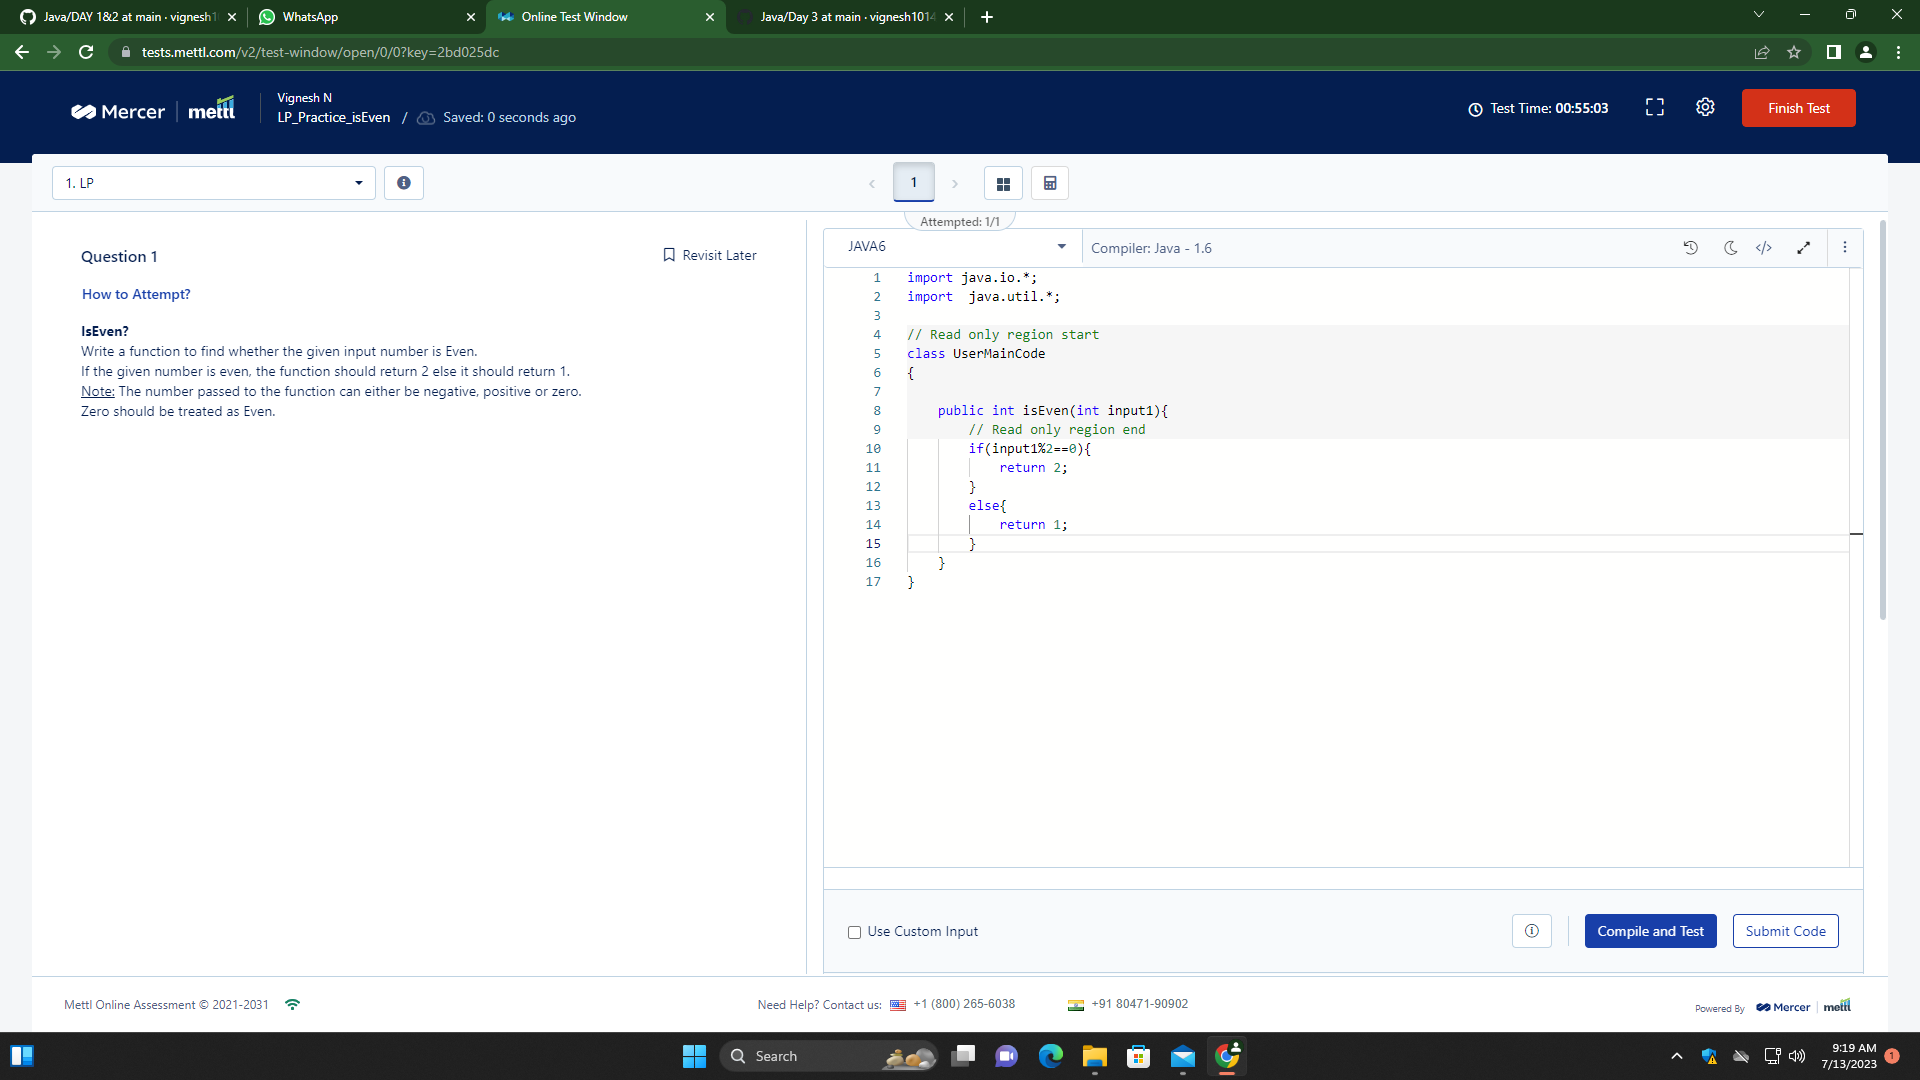 Java/DAY 1&2 at main · vignesh1
WhatsApp
Online Test Window
Java/Day 3 at main · vignesh1014
tests.mettl.com/v2/test-window/open/0/0?key=2bd025dc
Mercer
mettl
Vignesh N
LP_Practice_isEven / Saved: 0 seconds ago
Test Time: 00:55:03
Finish Test
1. LP
1
Attempted: 1/1
Question 1
Revisit Later
How to Attempt?
IsEven?
Write a function to find whether the given input number is Even.
If the given number is even, the function should return 2 else it should return 1.
Note: The number passed to the function can either be negative, positive or zero.
Zero should be treated as Even.
JAVA6
Compiler: Java - 1.6
1 import java.io.*;
2 import  java.util.*;
3
4 // Read only region start
5 class UserMainCode
6 {
7
8     public int isEven(int input1){
9         // Read only region end
10         if(input1%2==0){
11             return 2;
12         }
13         else{
14             return 1;
15         }
16     }
17 }
Use Custom Input
Compile and Test
Submit Code
Mettl Online Assessment © 2021-2031
Need Help? Contact us: +1 (800) 265-6038
+91 80471-90902
Powered By Mercer mettl
Search
9:19 AM
7/13/2023
1